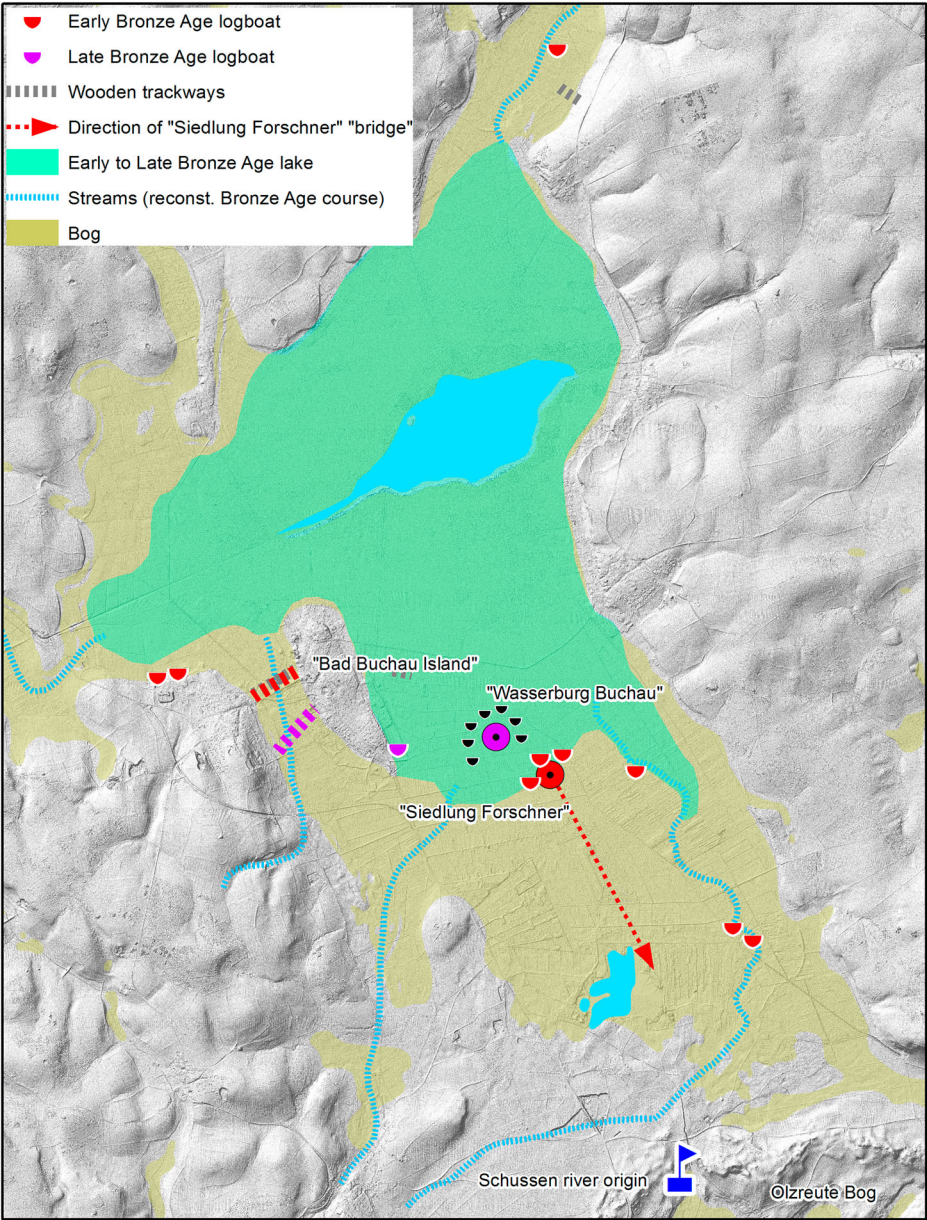 Early Bronze Age logboat
Late Bronze Age logboat
Wooden trackways
Direction of "Siedlung Forschner" "bridge"
Early to Late Bronze Age lake
Streams (reconst. Bronze Age course)
Bog
"Bad Buchau Island"
"Wasserburg Buchau"
"Siedlung Forschner"
Schussen river origin
Olzreute Bog